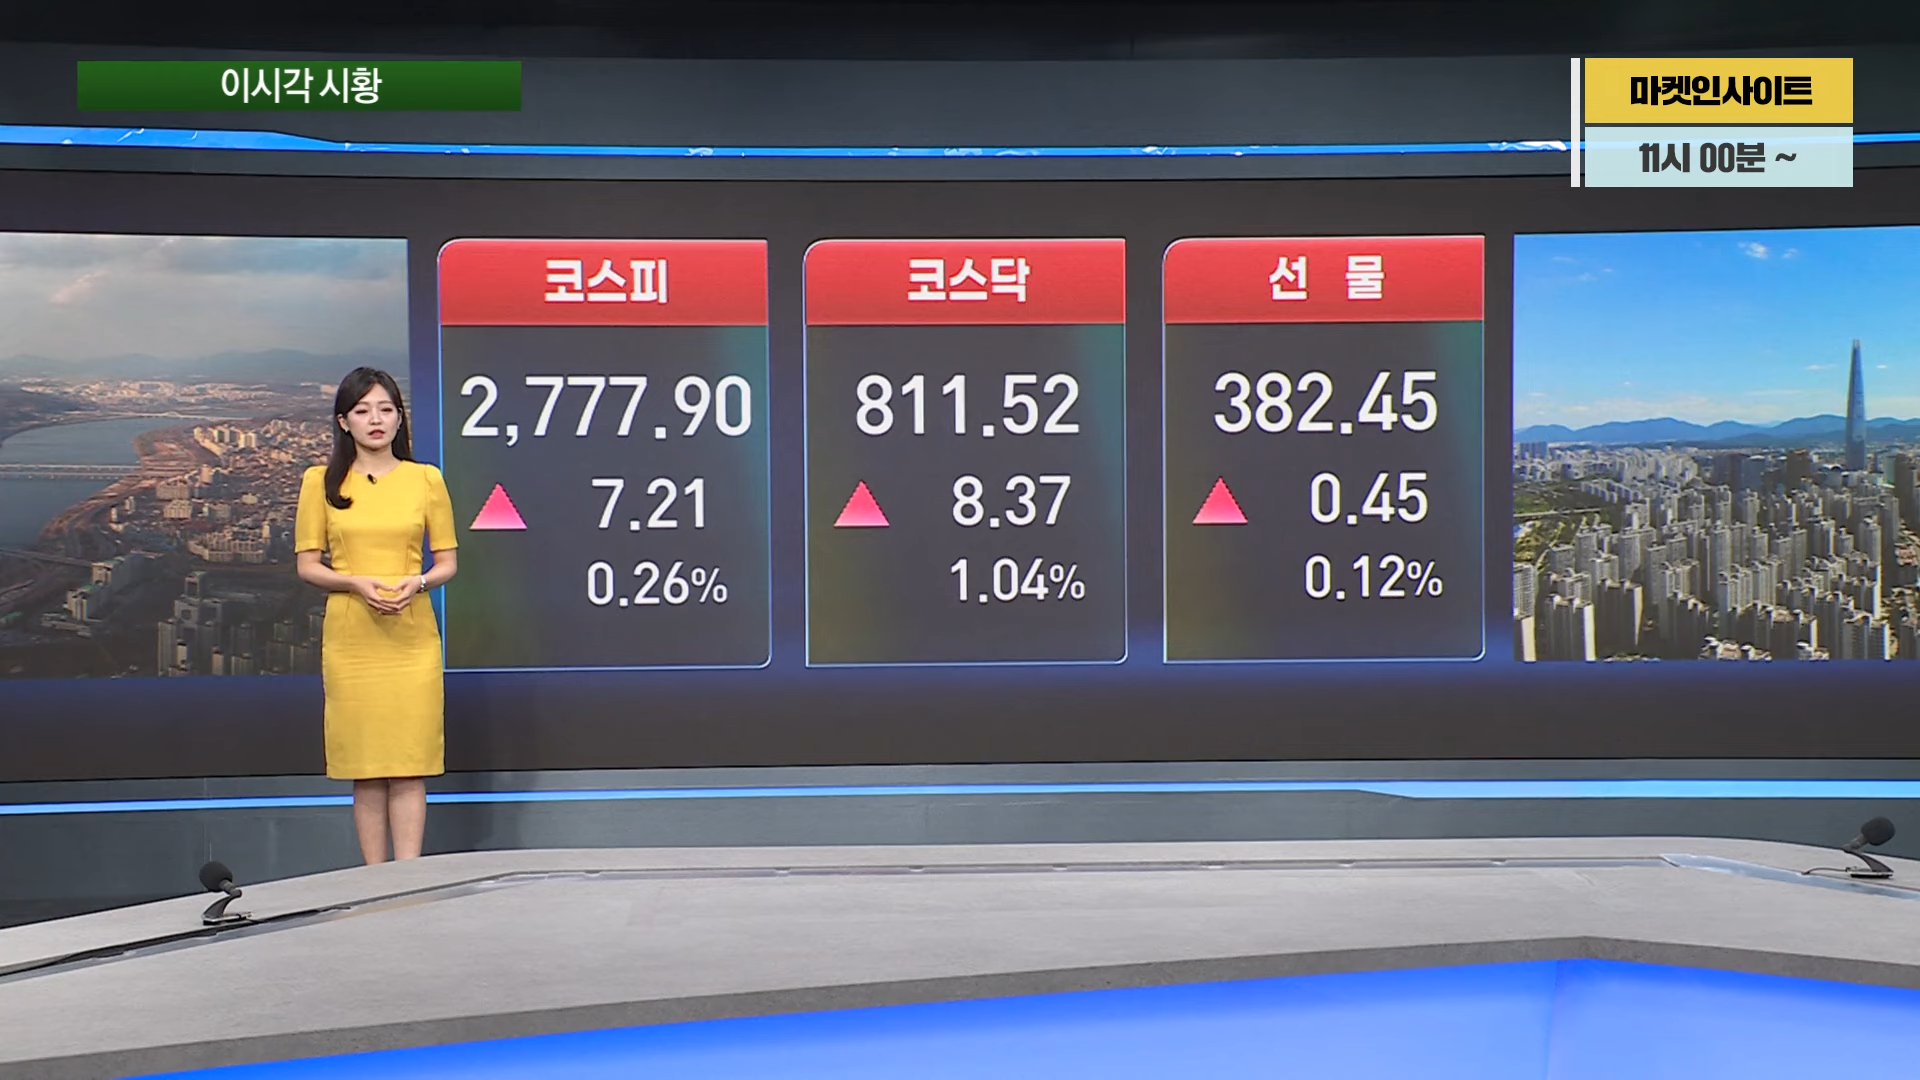 이시각 시황
마켓인사이트
11시 00분 ~
코스피
2,777.90
▲ 7.21
0.26%
코스닥
811.52
▲ 8.37
1.04%
선 물
382.45
▲ 0.45
0.12%